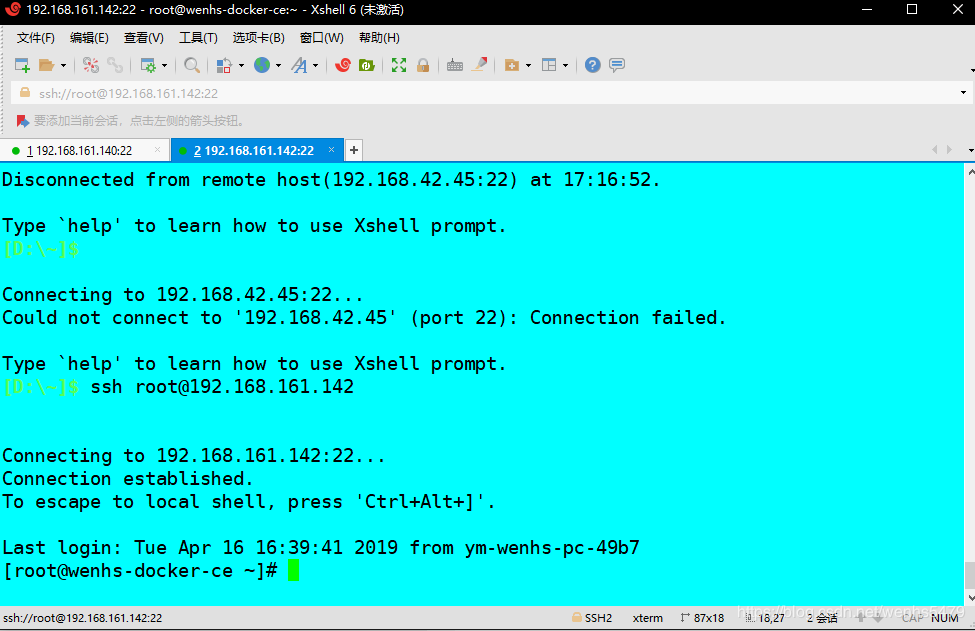 192.168.161.142:22 - root@wenhs-docker-ce:~ - Xshell 6 (未激活)
文件(F) 编辑(E) 查看(V) 工具(T) 选项卡(B) 窗口(W) 帮助(H)
ssh://root@192.168.161.142:22
要添加当前会话，点击左侧的箭头按钮。
1 192.168.161.140:22 × 2 192.168.161.142:22 × +
Disconnected from remote host(192.168.42.45:22) at 17:16:52.
Type `help' to learn how to use Xshell prompt.
[D:\~]$
Connecting to 192.168.42.45:22...
Could not connect to '192.168.42.45' (port 22): Connection failed.
Type `help' to learn how to use Xshell prompt.
[D:\~]$ ssh root@192.168.161.142
Connecting to 192.168.161.142:22...
Connection established.
To escape to local shell, press 'Ctrl+Alt+]'.
Last login: Tue Apr 16 16:39:41 2019 from ym-wenhs-pc-49b7
[root@wenhs-docker-ce ~]#
ssh://root@192.168.161.142:22 SSH2 xterm 87x18 18,27 2 会话 CAP NUM
https://blog.csdn.net/wenhs5479